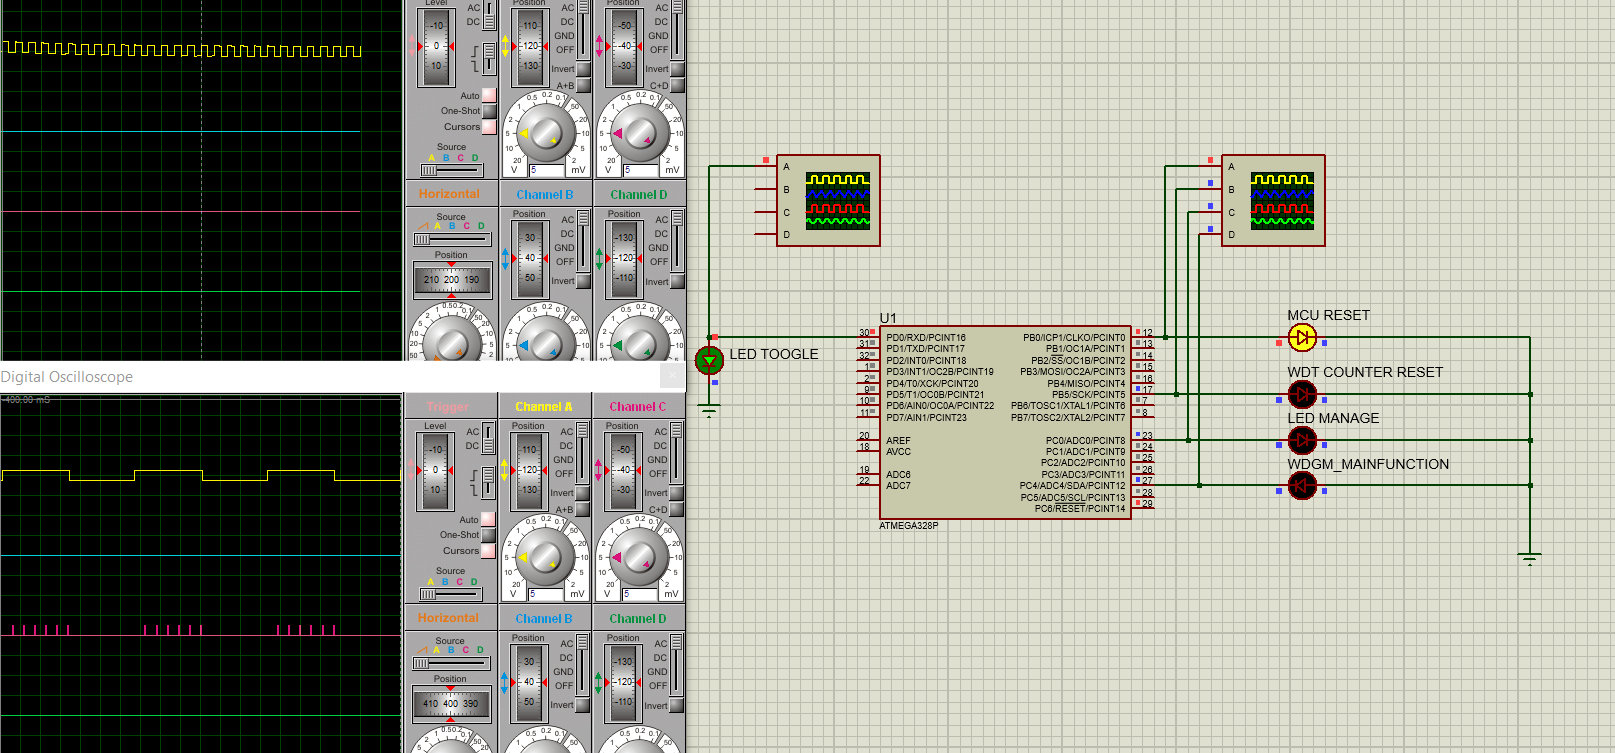 Level
AC
DC
Position
AC
DC
GND
OFF
Invert
A+B
Position
AC
DC
GND
OFF
Invert
C+D
-10
0
10
110
120
130
-50
-40
-30
Auto
One-Shot
Cursors
Source
A B C D
V
5
mV
V
5
mV
Horizontal
Channel B
Channel D
Source
A B C D
Position
210 200 190
Position
30
40
50
AC
DC
GND
OFF
Invert
Position
-130
-120
-110
AC
DC
GND
OFF
Invert
Digital Oscilloscope
-400.00 mS
Trigger
Channel A
Channel C
Level
-10
0
10
AC
DC
Position
110
120
130
AC
DC
GND
OFF
Invert
A+B
Position
-50
-40
-30
AC
DC
GND
OFF
Invert
C+D
Auto
One-Shot
Cursors
Source
A B C D
V
5
mV
V
5
mV
Horizontal
Channel B
Channel D
Source
A B C D
Position
410 400 390
Position
30
40
50
AC
DC
GND
OFF
Invert
Position
-130
-120
-110
AC
DC
GND
OFF
Invert
A
B
C
D
A
B
C
D
LED TOOGLE
U1
30 PD0/RXD/PCINT16
31 PD1/TXD/PCINT17
32 PD2/INT0/PCINT18
1 PD3/INT1/OC2B/PCINT19
2 PD4/T0/XCK/PCINT20
9 PD5/T1/OC0B/PCINT21
10 PD6/AIN0/OC0A/PCINT22
11 PD7/AIN1/PCINT23
20 AREF
18 AVCC
19 ADC6
22 ADC7
PB0/ICP1/CLKO/PCINT0 12
PB1/OC1A/PCINT1 13
PB2/SS/OC1B/PCINT2 14
PB3/MOSI/OC2A/PCINT3 15
PB4/MISO/PCINT4 16
PB5/SCK/PCINT5 17
PB6/TOSC1/XTAL1/PCINT6 7
PB7/TOSC2/XTAL2/PCINT7 8
PC0/ADC0/PCINT8 23
PC1/ADC1/PCINT9 24
PC2/ADC2/PCINT10 25
PC3/ADC3/PCINT11 26
PC4/ADC4/SDA/PCINT12 27
PC5/ADC5/SCL/PCINT13 28
PC6/RESET/PCINT14 29
ATMEGA328P
MCU RESET
WDT COUNTER RESET
LED MANAGE
WDGM_MAINFUNCTION